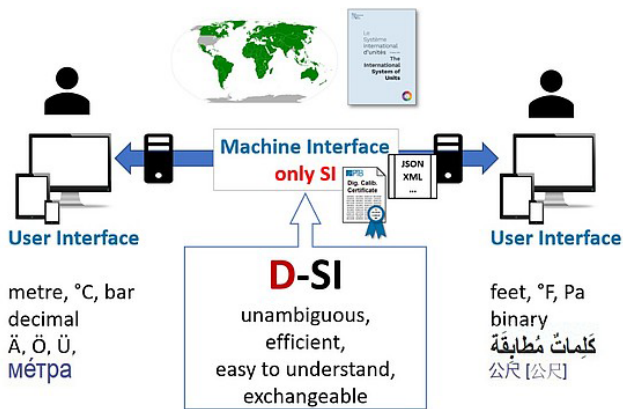 Le
Système
international
d'unités
The
International
System of
Units
Machine Interface
only SI
PTB
Dig. Calib.
Certificate
JSON
XML
...
User Interface
metre, °C, bar
decimal
Ä, Ö, Ü,
μέτρα
D-SI
unambiguous,
efficient,
easy to understand,
exchangeable
User Interface
feet, °F, Pa
binary
كَلِماتٌ مُطابِقَة
公尺 [公尺]